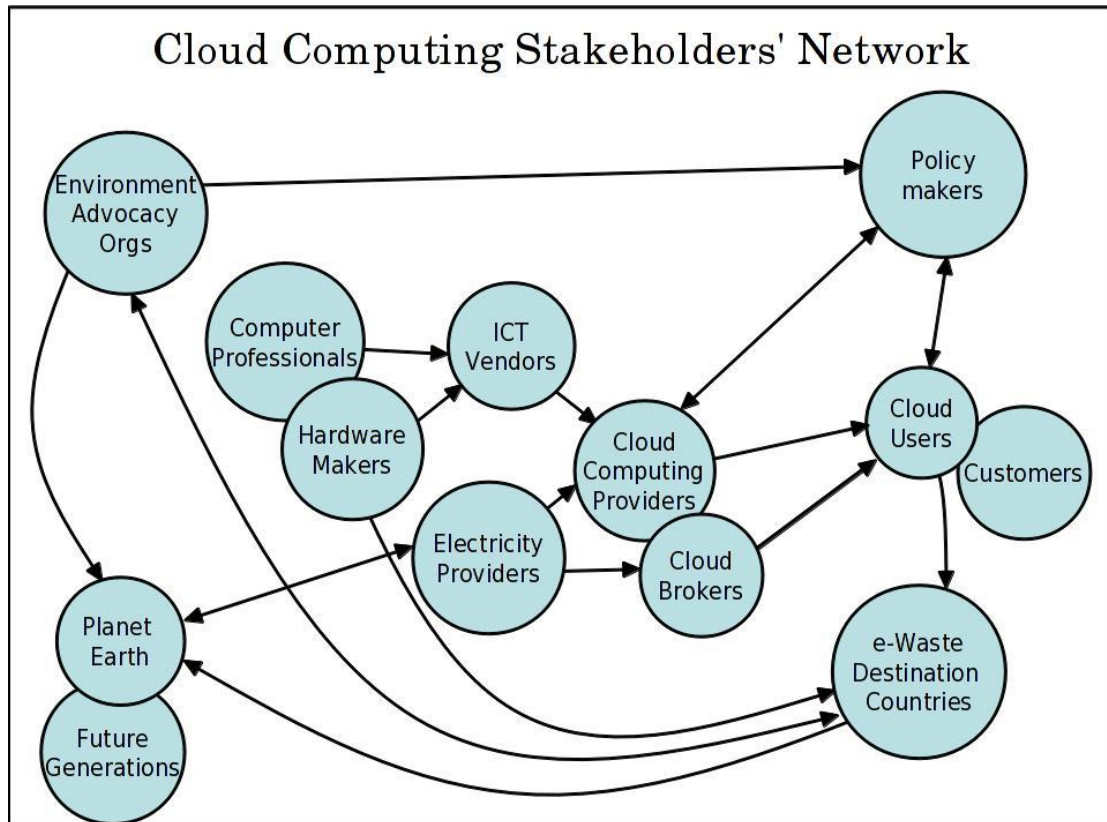 Cloud Computing Stakeholders' Network
Environment
Advocacy
Orgs
Policy
makers
Computer
Professionals
ICT
Vendors
Hardware
Makers
Cloud
Computing
Providers
Cloud
Users
Customers
Electricity
Providers
Cloud
Brokers
Planet
Earth
e-Waste
Destination
Countries
Future
Generations